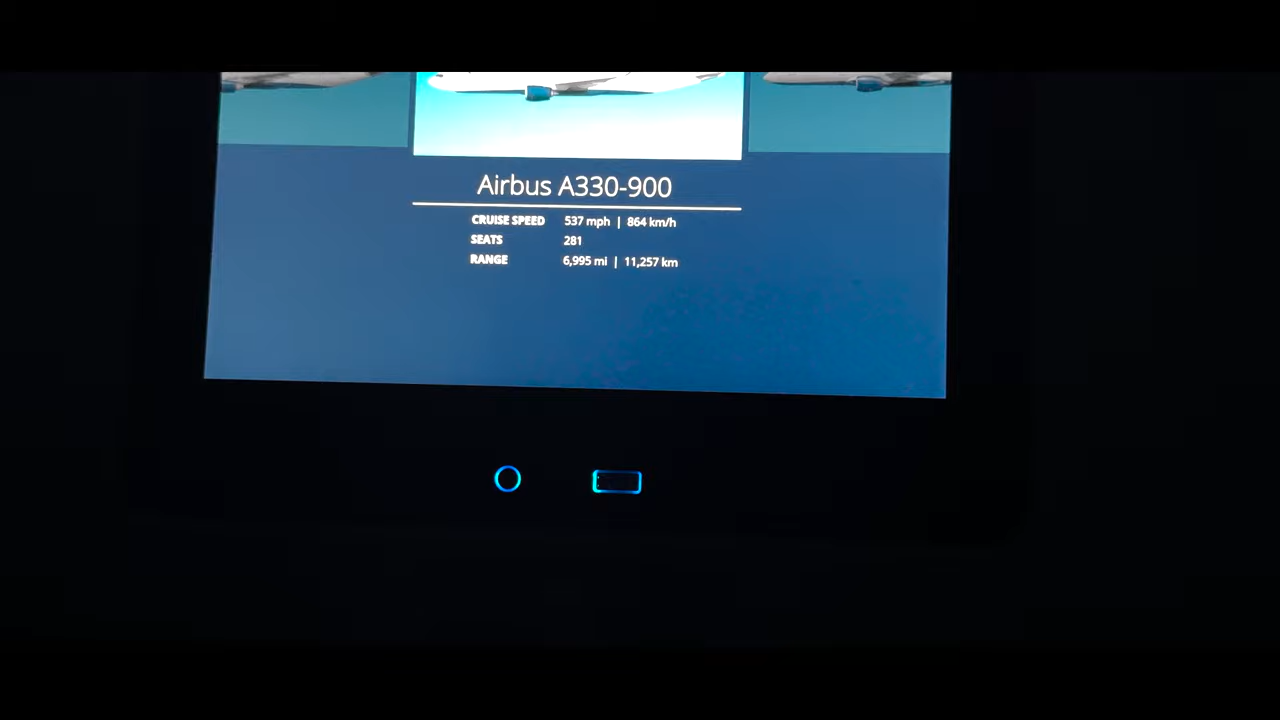 Airbus A330-900
CRUISE SPEED 537 mph | 864 km/h
SEATS 281
RANGE 6,995 mi | 11,257 km